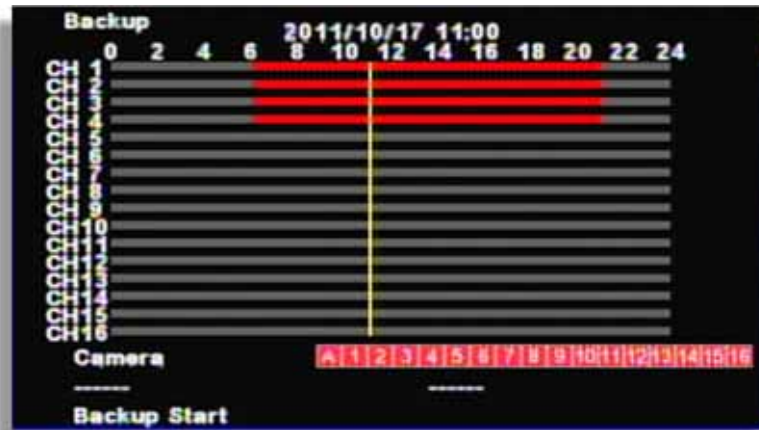 Backup
2011/10/17 11:00
0 2 4 6 8 10 12 14 16 18 20 22 24
CH 1
CH 2
CH 3
CH 4
CH 5
CH 6
CH 7
CH 8
CH 9
CH10
CH11
CH12
CH13
CH14
CH15
CH16
Camera A 1 2 3 4 5 6 7 8 9 10 11 12 13 14 15 16
------ ------
Backup Start